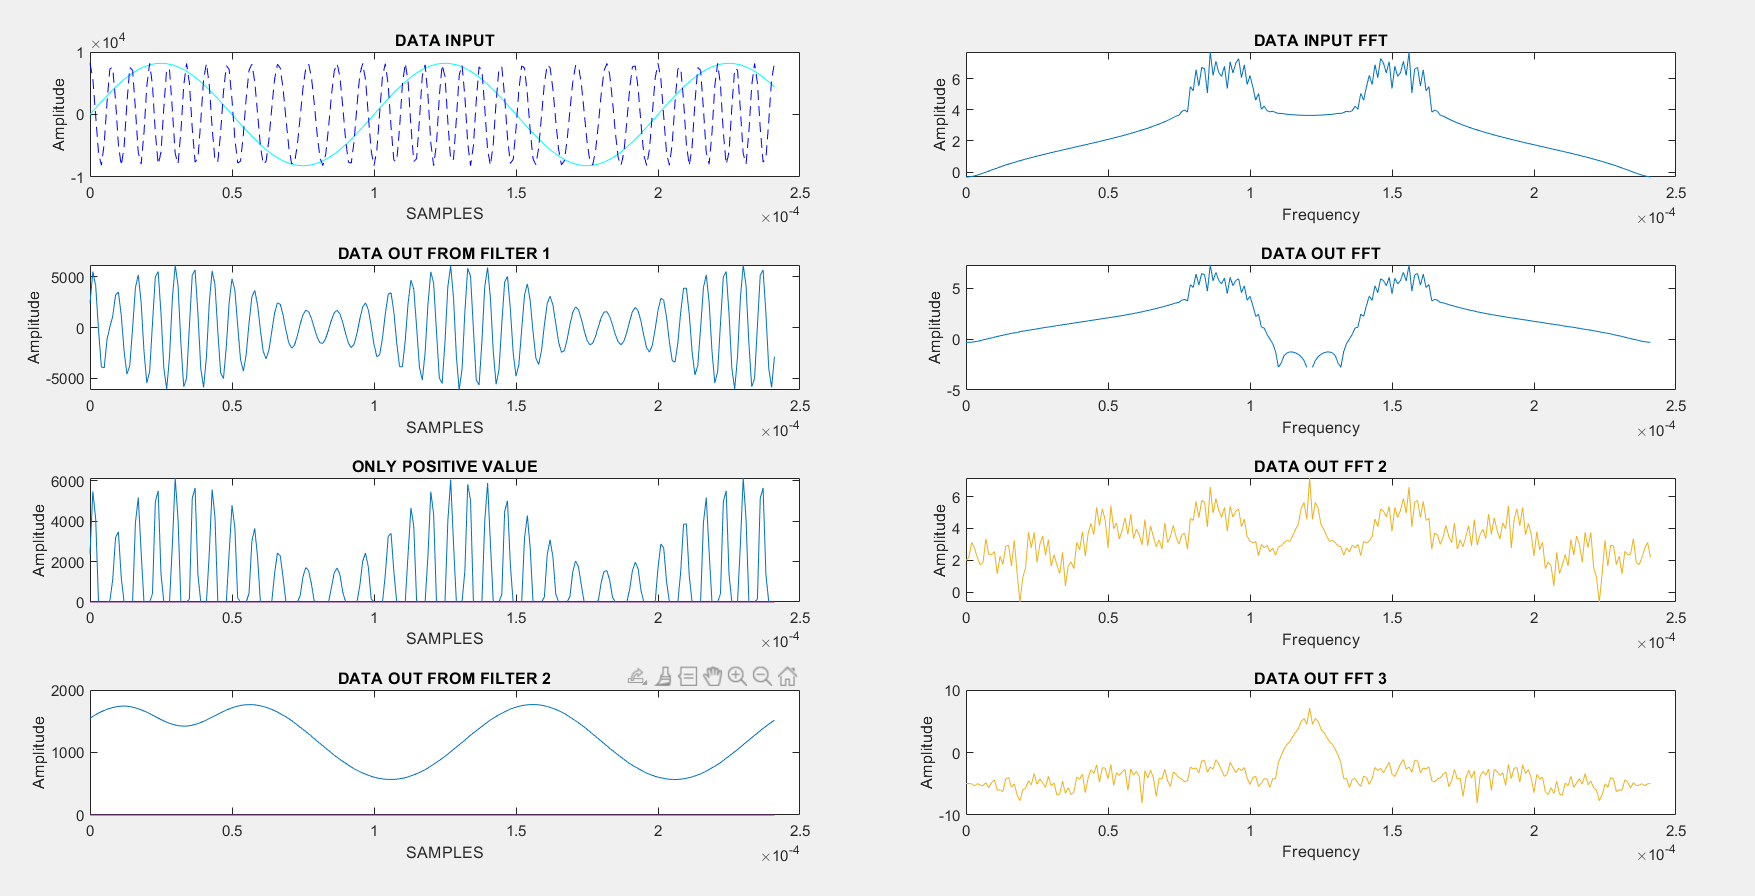 DATA INPUT
×10^4
1
0
-1
Amplitude
0 0.5 1 1.5 2 2.5
SAMPLES
×10^-4
DATA INPUT FFT
6
4
2
0
Amplitude
0 0.5 1 1.5 2 2.5
Frequency
×10^-4
DATA OUT FROM FILTER 1
5000
0
-5000
Amplitude
0 0.5 1 1.5 2 2.5
SAMPLES
×10^-4
DATA OUT FFT
5
0
-5
Amplitude
0 0.5 1 1.5 2 2.5
Frequency
×10^-4
ONLY POSITIVE VALUE
6000
4000
2000
0
Amplitude
0 0.5 1 1.5 2 2.5
SAMPLES
×10^-4
DATA OUT FFT 2
6
4
2
0
Amplitude
0 0.5 1 1.5 2 2.5
Frequency
×10^-4
DATA OUT FROM FILTER 2
2000
1000
0
Amplitude
0 0.5 1 1.5 2 2.5
SAMPLES
×10^-4
DATA OUT FFT 3
10
0
-10
Amplitude
0 0.5 1 1.5 2 2.5
Frequency
×10^-4